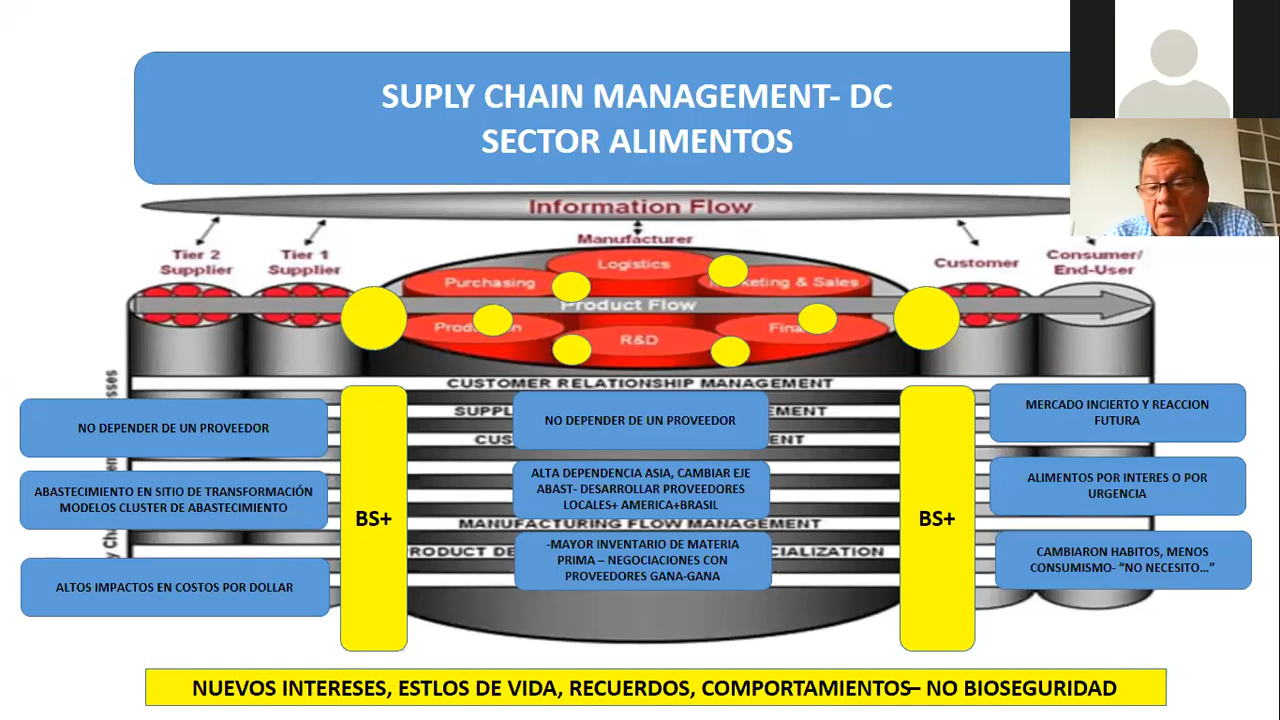 SUPLY CHAIN MANAGEMENT- DC
SECTOR ALIMENTOS
Information Flow
Tier 2
Supplier
Tier 1
Supplier
Manufacturer
Customer
Consumer/
End-User
Logistics
Purchasing
& Sales
Product Flow
R&D
CUSTOMER RELATIONSHIP MANAGEMENT
NO DEPENDER DE UN PROVEEDOR
ABASTECIMIENTO EN SITIO DE TRANSFORMACIÓN
MODELOS CLUSTER DE ABASTECIMIENTO
ALTOS IMPACTOS EN COSTOS POR DOLLAR
BS+
NO DEPENDER DE UN PROVEEDOR
ALTA DEPENDENCIA ASIA, CAMBIAR EJE
ABAST- DESARROLLAR PROVEEDORES
LOCALES+ AMERICA+BRASIL
MANUFACTURING FLOW MANAGEMENT
-MAYOR INVENTARIO DE MATERIA
PRIMA – NEGOCIACIONES CON
PROVEEDORES GANA-GANA
BS+
MERCADO INCIERTO Y REACCION
FUTURA
ALIMENTOS POR INTERES O POR
URGENCIA
CAMBIARON HABITOS, MENOS
CONSUMISMO- “NO NECESITO…”
NUEVOS INTERESES, ESTLOS DE VIDA, RECUERDOS, COMPORTAMIENTOS– NO BIOSEGURIDAD